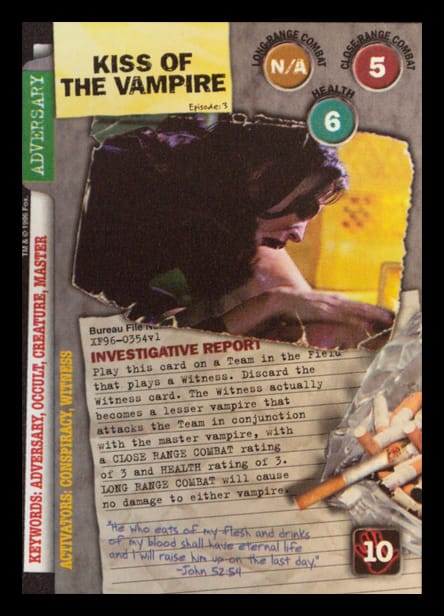 KISS OF
THE VAMPIRE
Episode: 3
LONG RANGE COMBAT
N/A
CLOSE RANGE COMBAT
5
HEALTH
6
ADVERSARY
TM & © 1996 Fox.
KEYWORDS: ADVERSARY, OCCULT, CREATURE, MASTER
ACTIVATORS: CONSPIRACY, WITNESS
Bureau File
XF96-0354v1
INVESTIGATIVE REPORT
Play this card on a Team in the Field
that plays a Witness. Discard the
Witness card. The Witness actually
becomes a lesser vampire that
attacks the Team in conjunction
with the master vampire, with
a CLOSE RANGE COMBAT rating
of 3 and HEALTH rating of 3.
LONG RANGE COMBAT will cause
no damage to either vampire.
"He who eats of my flesh and drinks
of my blood shall have eternal life
and I will raise him up on the last day."
-John 52:54
10